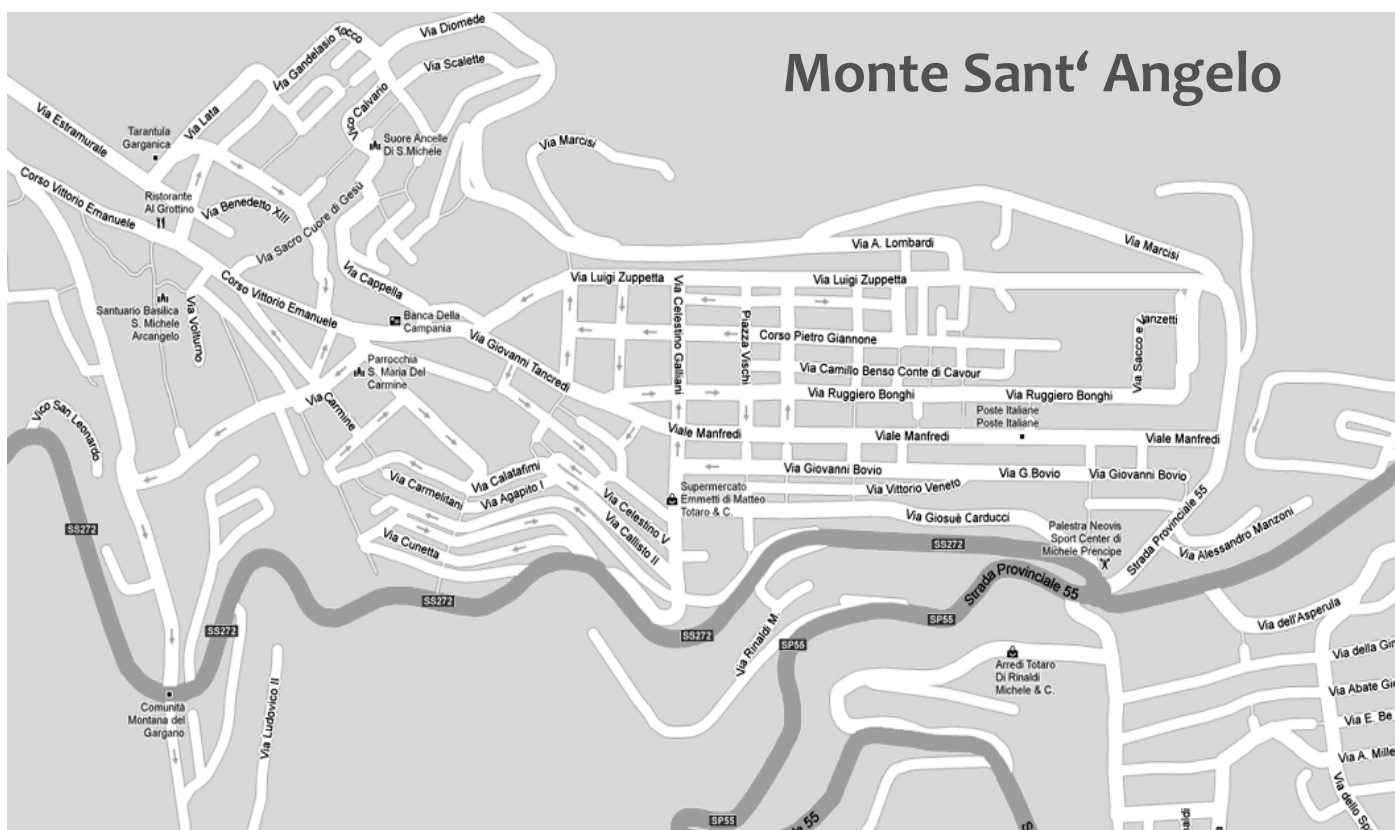 Monte Sant‘ Angelo
Via Diomede
Via Gandelasio Tocco
Via Scalette
Via Estramurale
Via Lata
Calvario
Tarantula
Garganica
Suore Ancelle
Di S.Michele
Via Marcisi
Corso Vittorio Emanuele
Ristorante
Al Grottino
Via Benedetto XIII
Via Sacro Cuore di Gesù
Via A. Lombardi
Via Marcisi
Via Cappella
Corso Vittorio Emanuele
Via Luigi Zuppetta
Via Luigi Zuppetta
Via Celestino Galliani
Santuario Basilica
S. Michele
Arcangelo
Via Volturno
Banca Della
Campania
Piazza Vischi
Via Sacco e
Via Giovanni Tancredi
Corso Pietro Giannone
Parrocchia
S. Maria Del
Carmine
Via Camillo Benso Conte di Cavour
Via Carmine
Via Ruggiero Bonghi
Via Ruggiero Bonghi
Vico San Leonardo
Poste Italiane
Poste Italiane
Viale Manfredi
Viale Manfredi
Viale Manfredi
Via Carmelitani
Via Calatafimi
Via Agapito I
Via Giovanni Bovio
Via G.Bovio
Via Giovanni Bovio
Via Vittorio Veneto
Supermercato
Emmetti di Matteo
Totaro & C.
Via Celestino V
Via Callisto II
Via Giosuè Carducci
Strada Provinciale 55
Via Alessandro Manzoni
SS272
Via Cunetta
SS272
Palestra Neovis
Sport Center di
Michele Prencipe
SS272
SS272
SS272
Strada Provinciale 55
SP55
SP55
Via Rinaldi M.
Via dell'Asperula
Arredi Totaro
Di Rinaldi
Michele & C.
Via della Gin
Via Abate Gio
Via E. Be
Via A. Mille
Via dello Sp
Comunità
Montana del
Gargano
Via Ludovico II
SP55
55